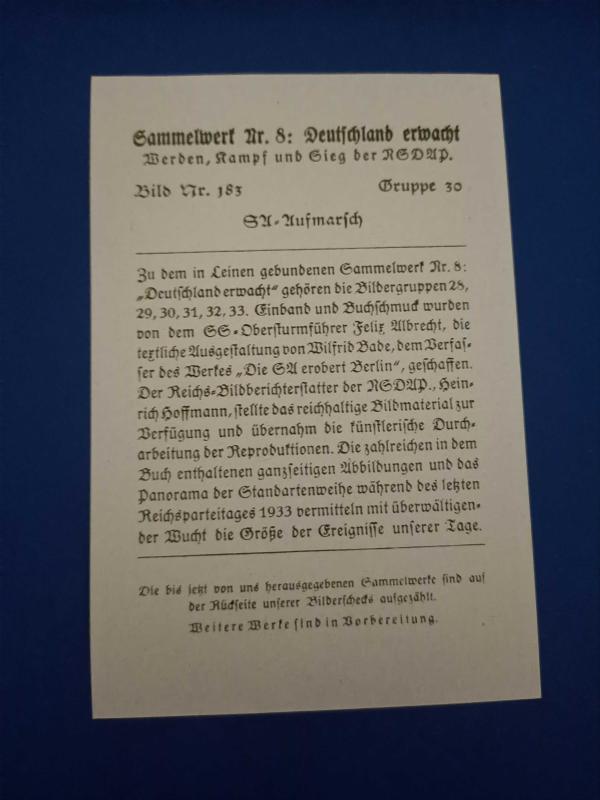 Sammelwerk Nr. 8: Deutschland erwacht
Werden, Kampf und Sieg der NSDAP.
Bild Nr. 183 Gruppe 30
SA-Aufmarsch
Zu dem in Leinen gebundenen Sammelwerk Nr. 8:
„Deutschland erwacht“ gehören die Bildergruppen 28,
29, 30, 31, 32, 33. Einband und Buchschmuck wurden
von dem SS-Obersturmführer Felix Albrecht, die
textliche Ausgestaltung von Wilfrid Bade, dem Verfas-
ser des Werkes „Die SA erobert Berlin“, geschaffen.
Der Reichs-Bildberichterstatter der NSDAP., Hein-
rich Hoffmann, stellte das reichhaltige Bildmaterial zur
Verfügung und übernahm die künstlerische Durch-
arbeitung der Reproduktionen. Die zahlreichen in dem
Buch enthaltenen ganzseitigen Abbildungen und das
Panorama der Standartenweihe während des letzten
Reichsparteitages 1933 vermitteln mit überwältigen-
der Wucht die Größe der Ereignisse unserer Tage.
Die bis jetzt von uns herausgegebenen Sammelwerke sind auf
der Rückseite unserer Bilderschecks aufgezählt.
Weitere Werke sind in Vorbereitung.